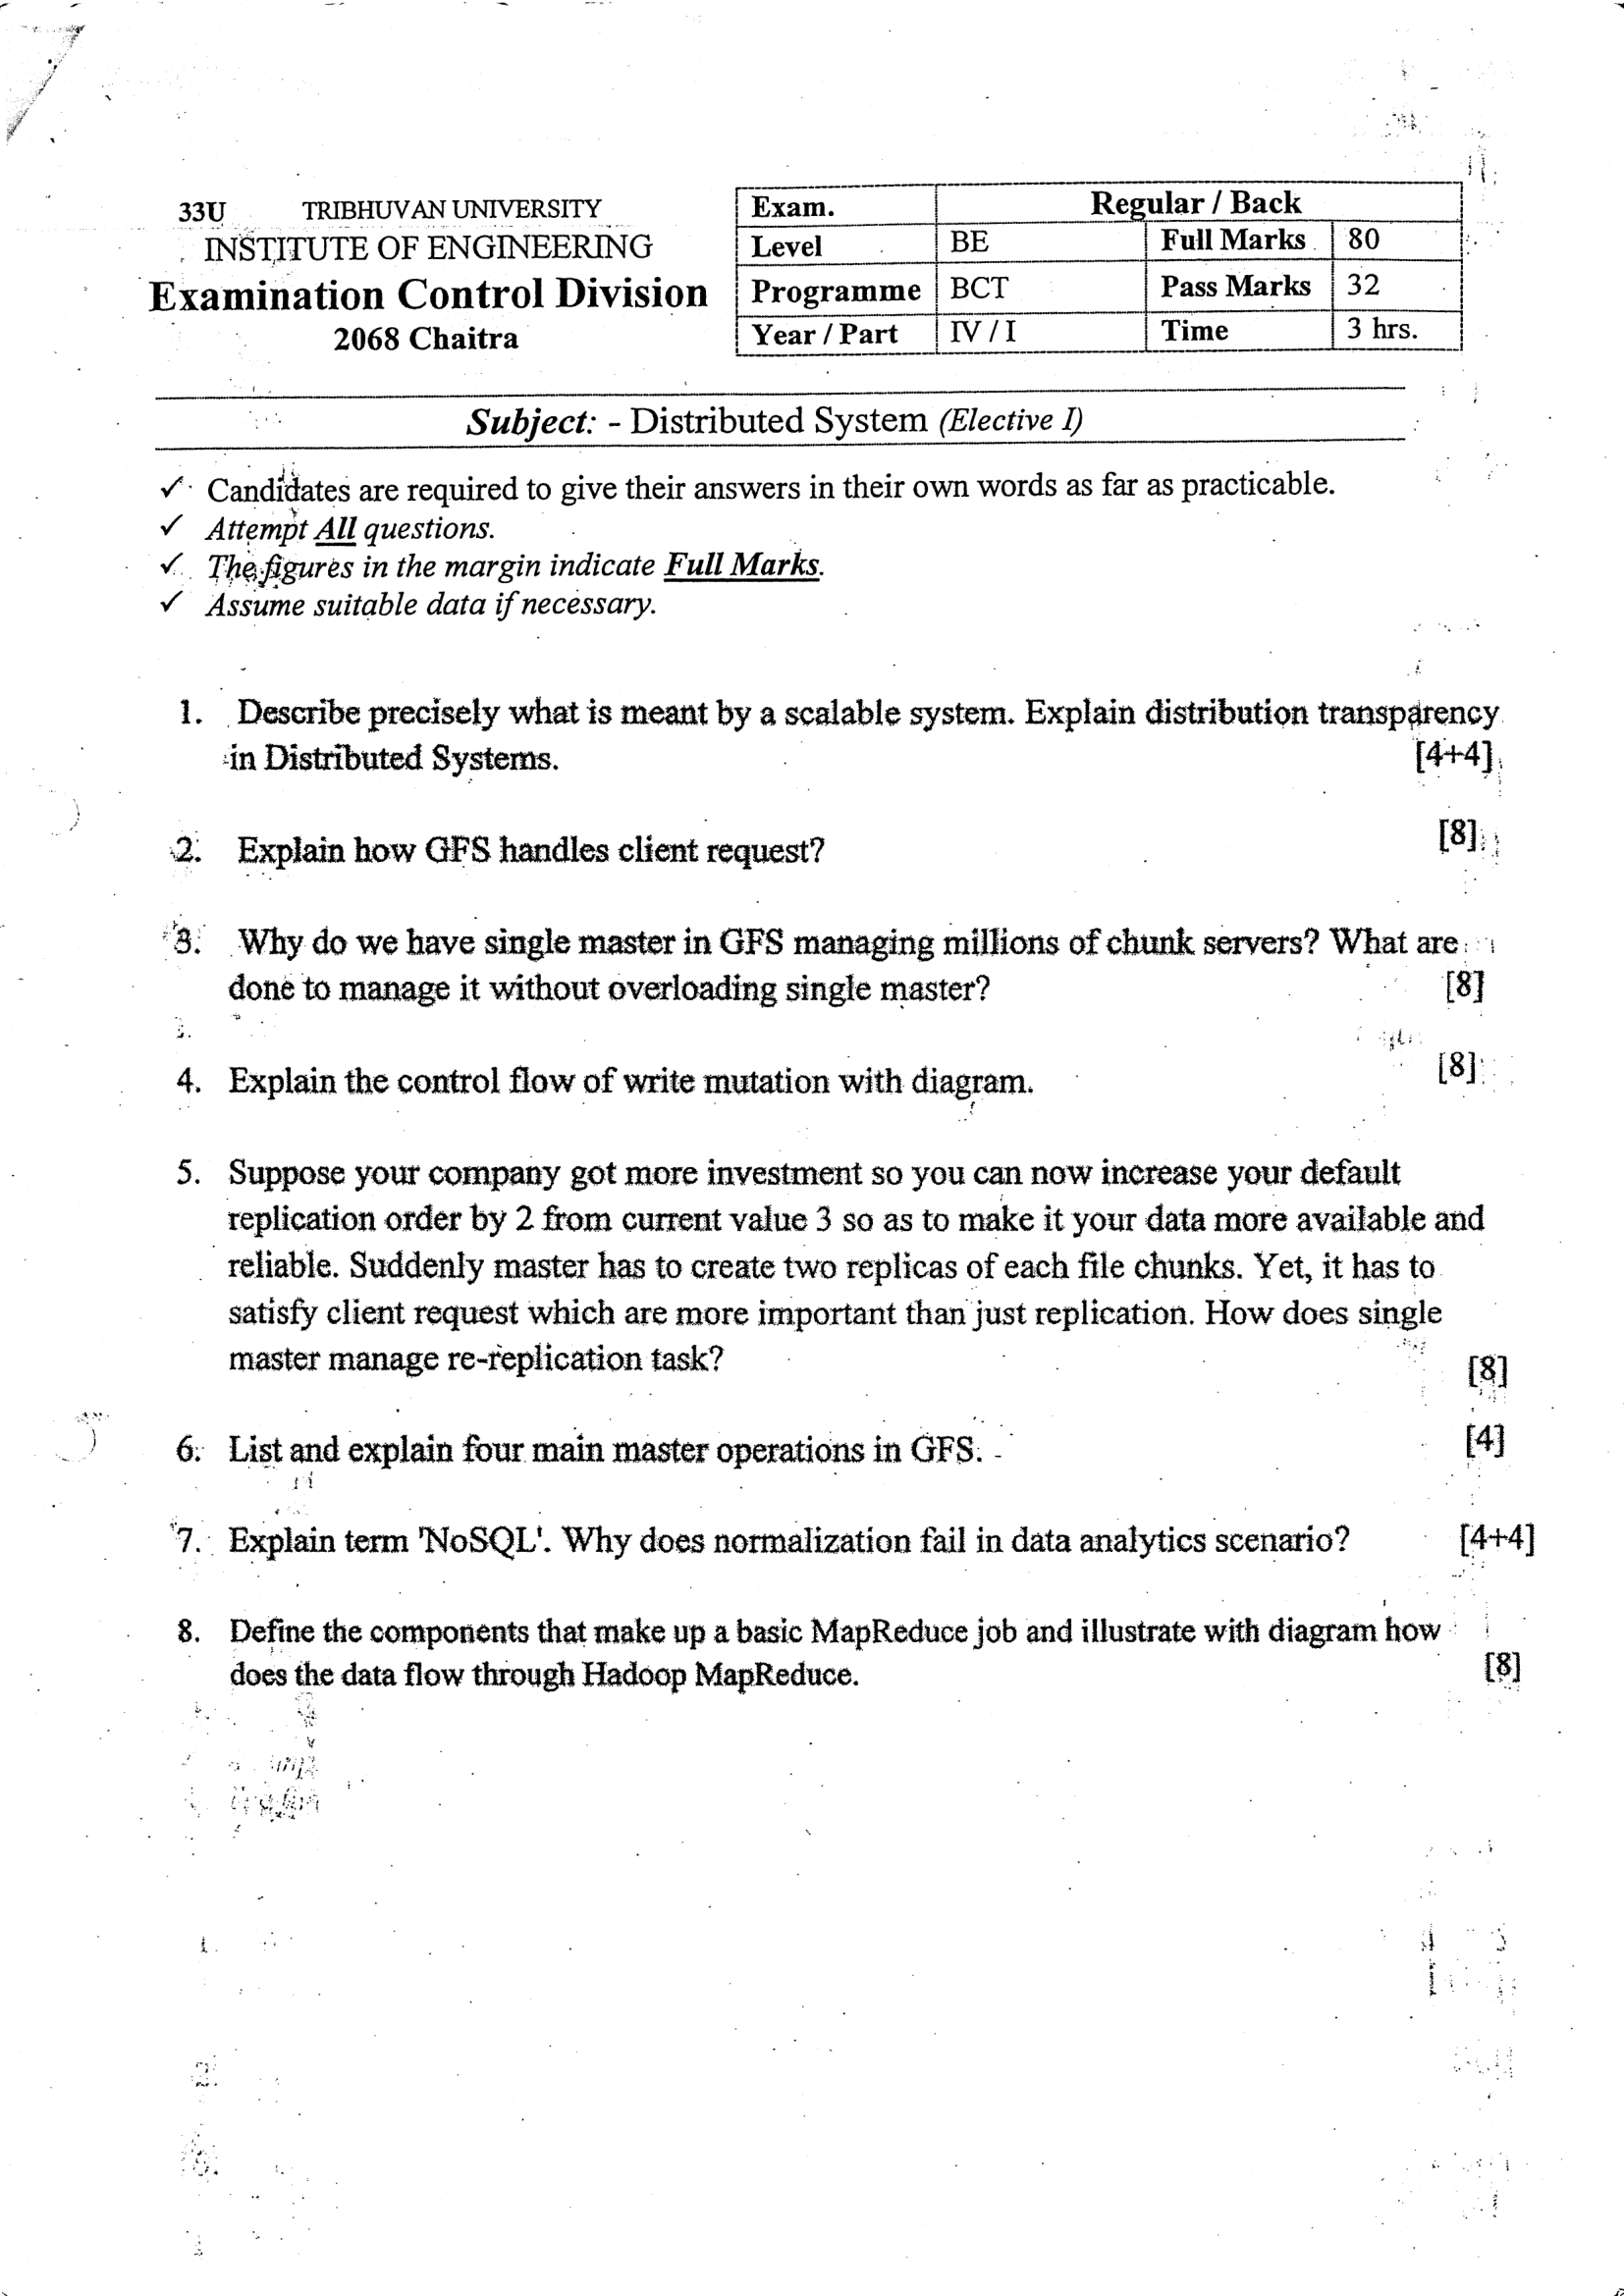 33U TRIBHUVAN UNIVERSITY
INSTITUTE OF ENGINEERING
Examination Control Division
2068 Chaitra
Exam. Regular / Back
Level BE Full Marks 80
Programme BCT Pass Marks 32
Year / Part IV / I Time 3 hrs.
Subject: - Distributed System (Elective I)
✓ Candidates are required to give their answers in their own words as far as practicable.
✓ Attempt All questions.
✓ The figures in the margin indicate Full Marks.
✓ Assume suitable data if necessary.
1. Describe precisely what is meant by a scalable system. Explain distribution transparency
in Distributed Systems. [4+4]
2. Explain how GFS handles client request? [8]
3. Why do we have single master in GFS managing millions of chunk servers? What are
done to manage it without overloading single master? [8]
4. Explain the control flow of write mutation with diagram. [8]
5. Suppose your company got more investment so you can now increase your default
replication order by 2 from current value 3 so as to make it your data more available and
reliable. Suddenly master has to create two replicas of each file chunks. Yet, it has to
satisfy client request which are more important than just replication. How does single
master manage re-replication task? [8]
6. List and explain four main master operations in GFS. [4]
7. Explain term 'NoSQL'. Why does normalization fail in data analytics scenario? [4+4]
8. Define the components that make up a basic MapReduce job and illustrate with diagram how
does the data flow through Hadoop MapReduce. [8]